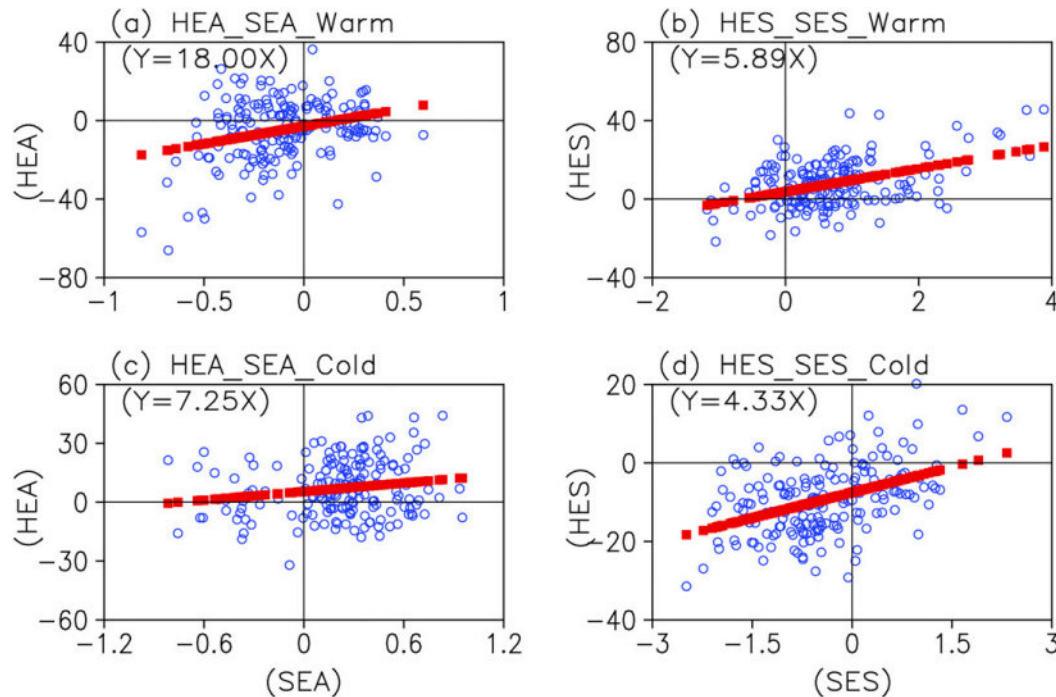 (a) HEA_SEA_Warm
(Y=18.00X)
40
0
−40
−80
(HEA)
−1
−0.5
0
0.5
1
(b) HES_SES_Warm
(Y=5.89X)
80
40
0
−40
(HES)
−2
0
2
4
(c) HEA_SEA_Cold
(Y=7.25X)
60
30
0
−30
−60
(HEA)
−1.2
−0.6
0
0.6
1.2
(SEA)
(d) HES_SES_Cold
(Y=4.33X)
20
0
−20
−40
(HES)
−3
−1.5
0
1.5
3
(SES)